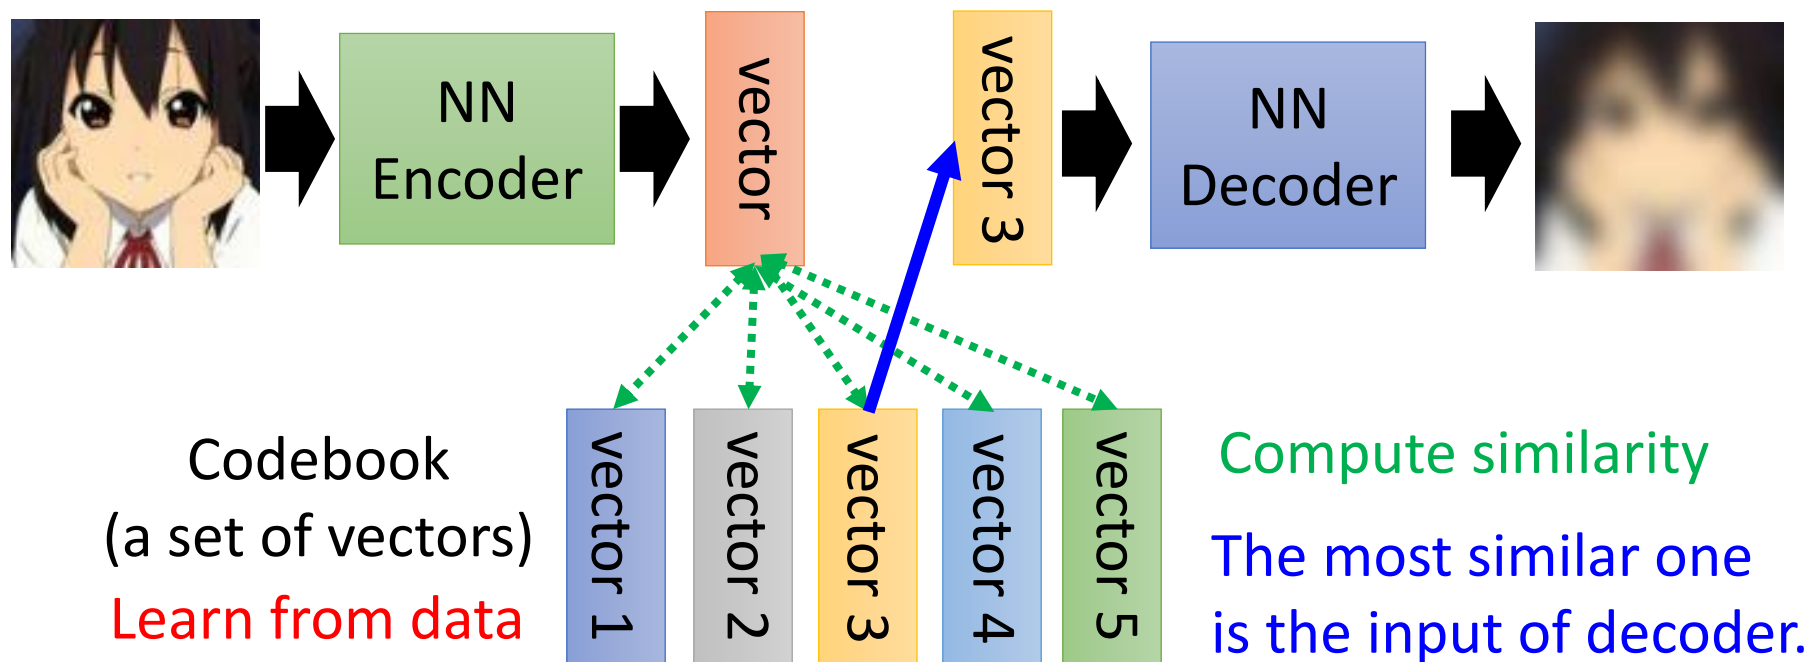 NN
Encoder
vector
vector 3
NN
Decoder
Codebook
(a set of vectors)
Learn from data
vector 1
vector 2
vector 3
vector 4
vector 5
Compute similarity
The most similar one
is the input of decoder.